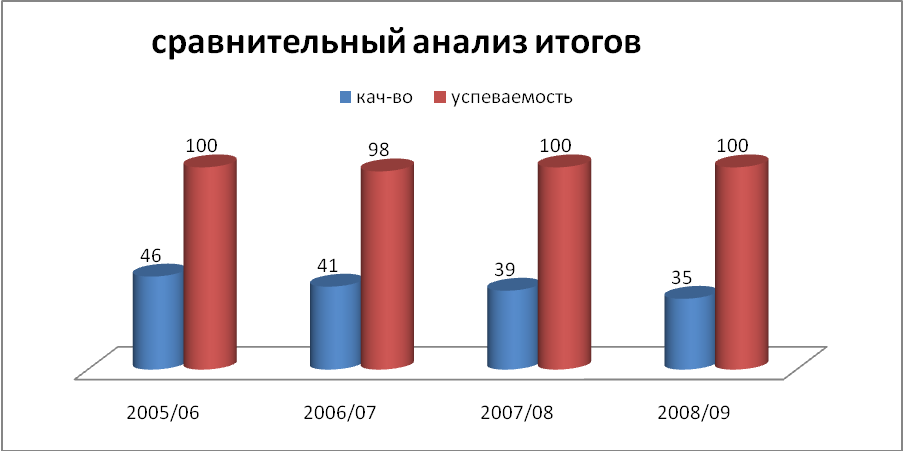 сравнительный анализ итогов
кач-во успеваемость
100 98 100 100
46 41 39 35
2005/06 2006/07 2007/08 2008/09